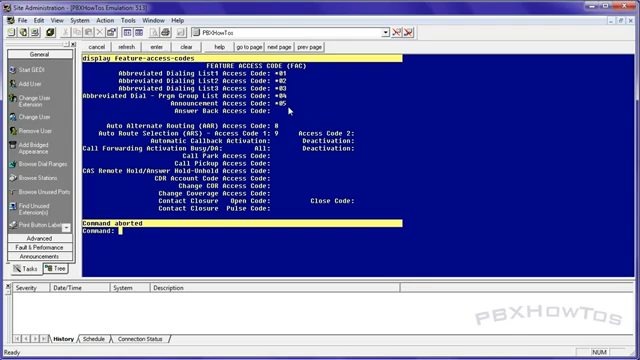 Site Administration - [PBXHowTos Emulation: 513]
File Edit View System Action Tools Window Help
PBXHowTos
General
Start GEDI
Add User
Change User
Extension
Change User
Remove User
Add Bridged
Appearance
Browse Dial Ranges
Browse Stations
Browse Unused Ports
Find Unused
Extension(s)
Print Button Labels
Advanced
Fault & Performance
Announcements
Tasks Tree
cancel refresh enter clear help go to page next page prev page
display feature-access-codes
FEATURE ACCESS CODE (FAC)
Abbreviated Dialing List1 Access Code: *01
Abbreviated Dialing List2 Access Code: *02
Abbreviated Dialing List3 Access Code: *03
Abbreviated Dial - Prgm Group List Access Code: *04
Announcement Access Code: *05
Answer Back Access Code:
Auto Alternate Routing (AAR) Access Code: 8
Auto Route Selection (ARS) - Access Code 1: 9 Access Code 2:
Automatic Callback Activation: Deactivation:
Call Forwarding Activation Busy/DA: All: Deactivation:
Call Park Access Code:
Call Pickup Access Code:
CAS Remote Hold/Answer Hold-Unhold Access Code:
CDR Account Code Access Code:
Change COR Access Code:
Change Coverage Access Code:
Contact Closure Open Code: Close Code:
Contact Closure Pulse Code:
Command aborted
Command:
Severity Date/Time System Description
History Schedule Connection Status
Ready NUM
PBXHowTos